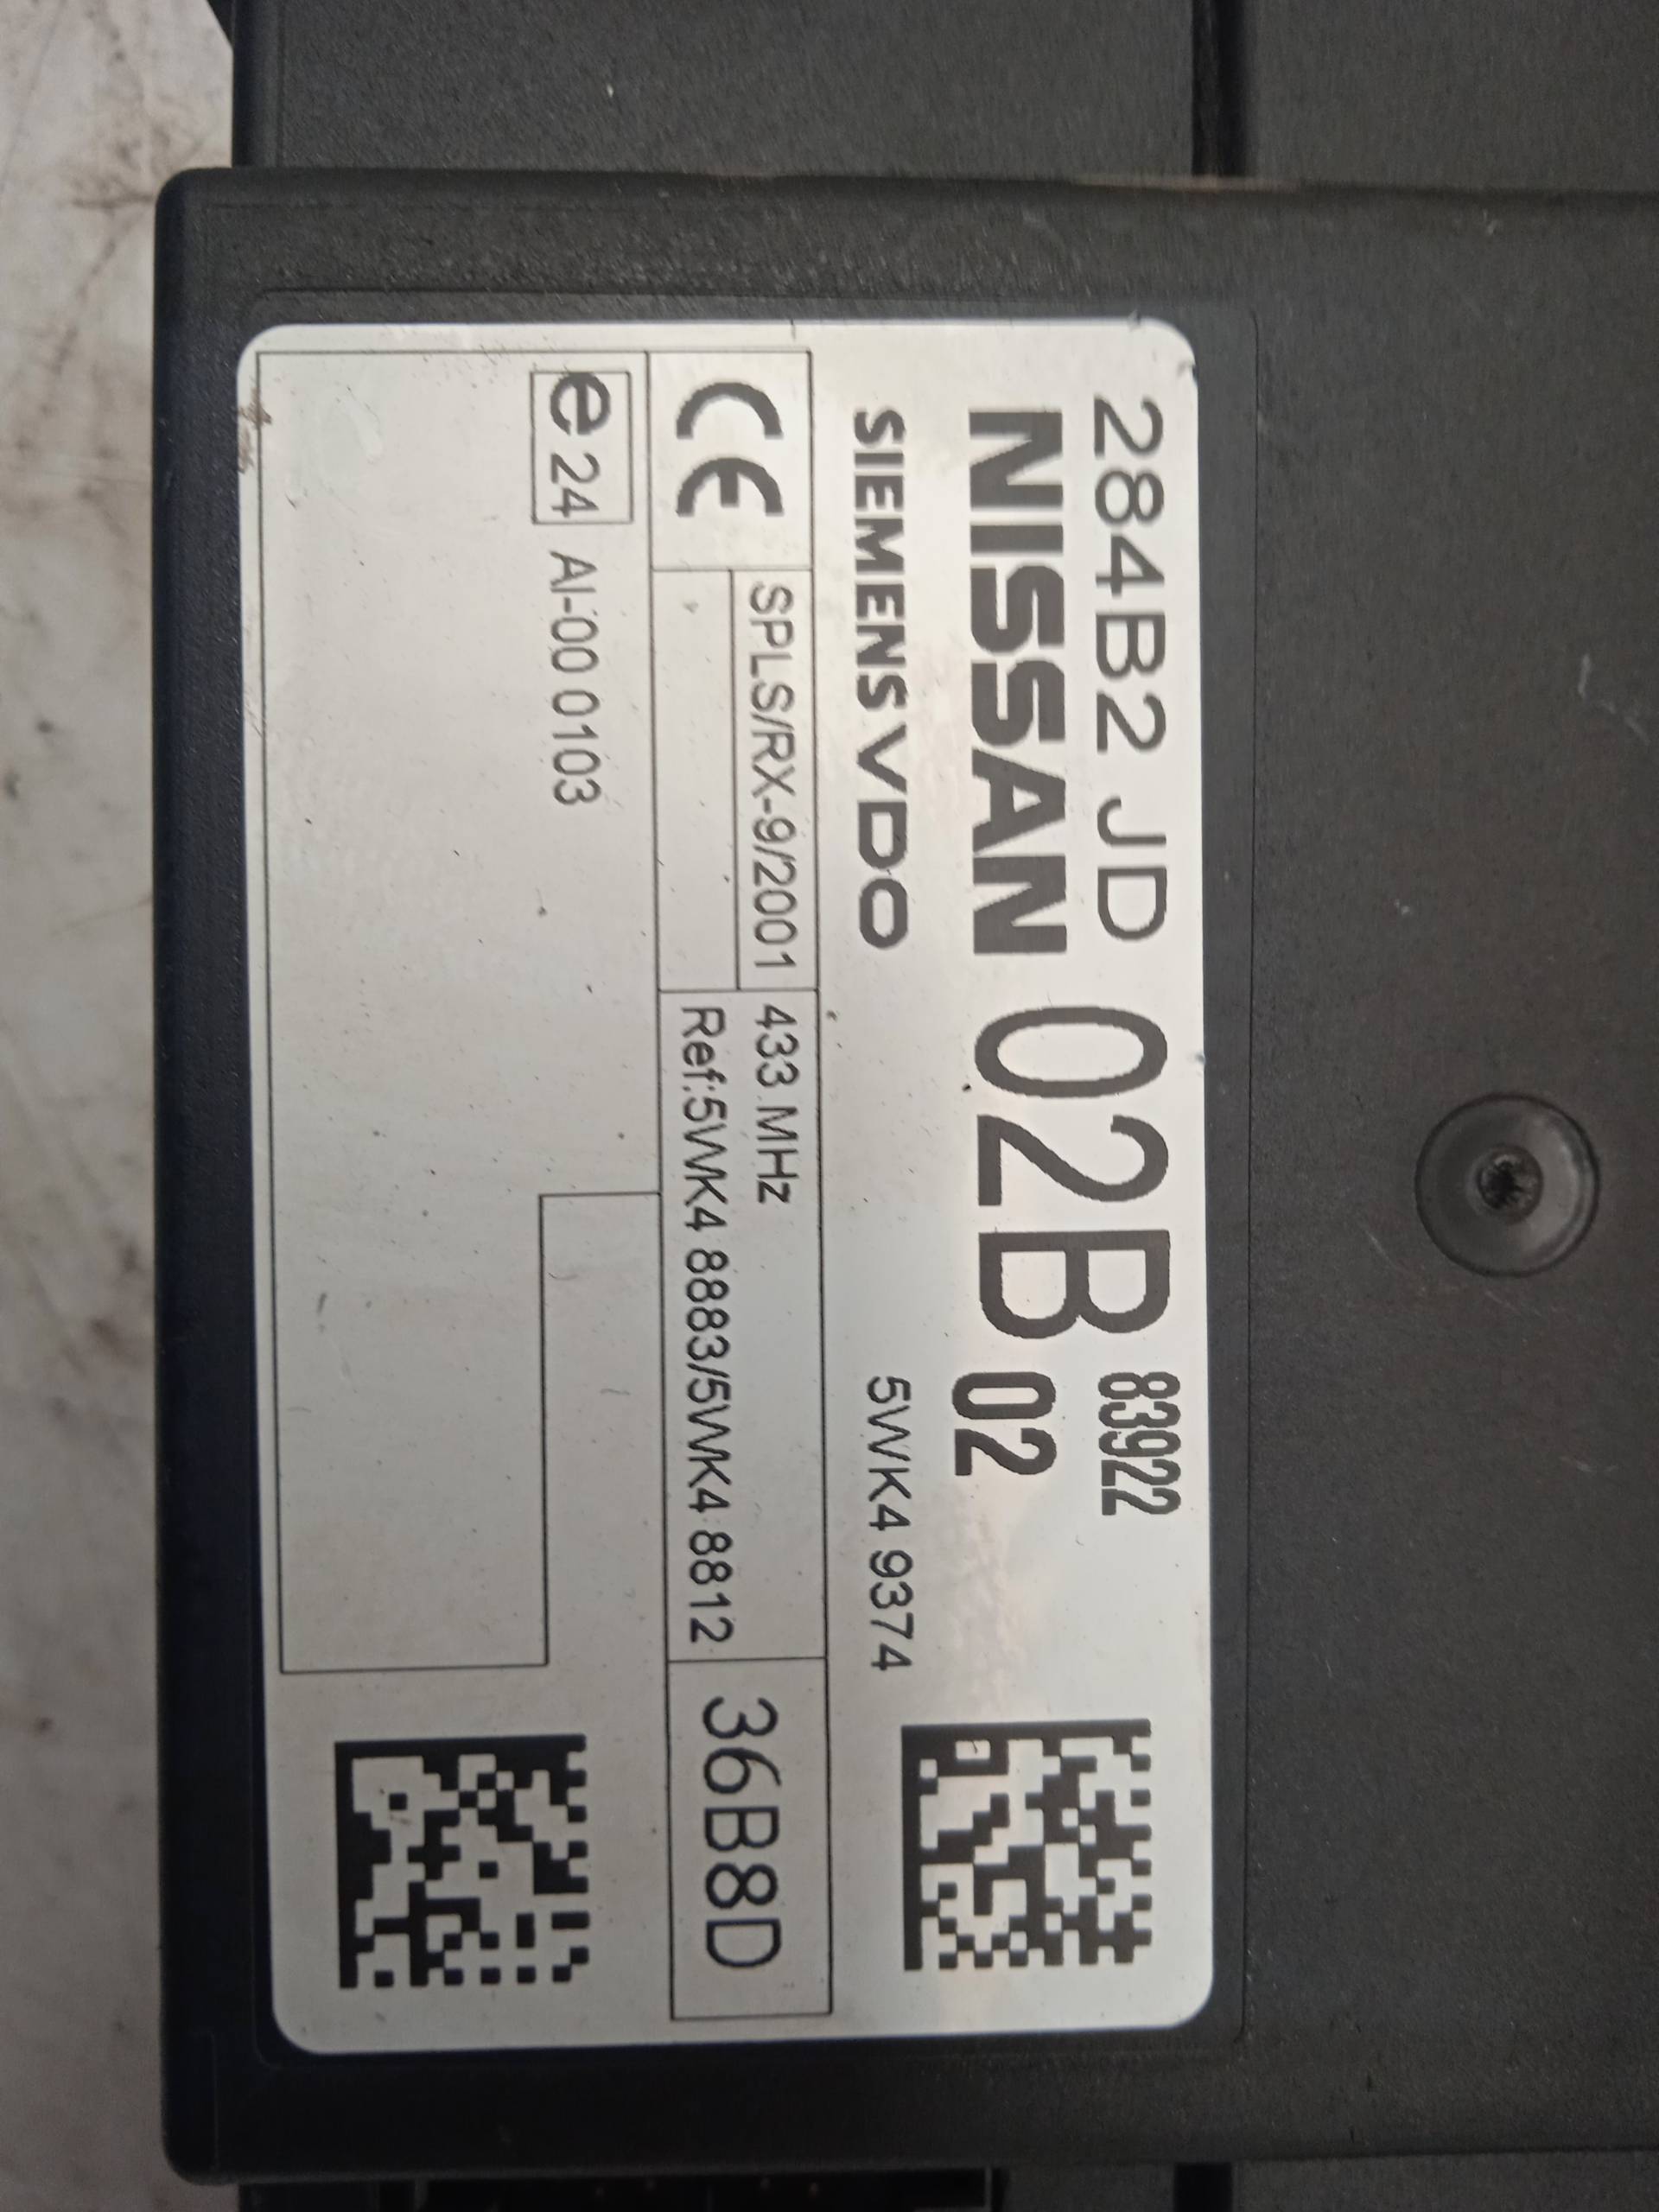 284B2 JD 02B 83922
NISSAN 02
SIEMENS VDO 5WK4 9374
CE SPLS/RX-9/2001 433 MHz 36B8D
Ref:5WK4 8883/5WK4 8812
e24 AI-00 0103